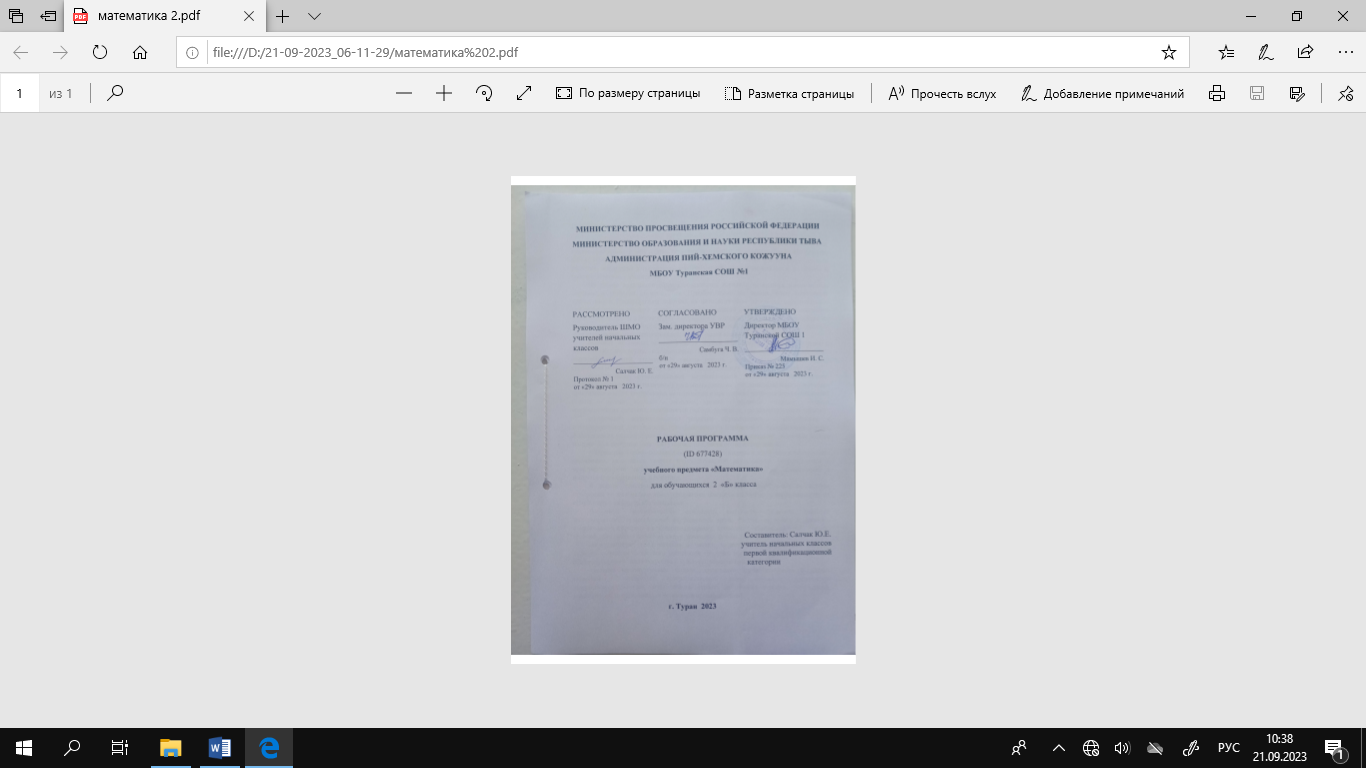 математика 2.pdf
file:///D:/21-09-2023_06-11-29/математика%202.pdf
1 из 1
По размеру страницы
Разметка страницы
Прочесть вслух
Добавление примечаний
МИНИСТЕРСТВО ПРОСВЕЩЕНИЯ РОССИЙСКОЙ ФЕДЕРАЦИИ
МИНИСТЕРСТВО ОБРАЗОВАНИЯ И НАУКИ РЕСПУБЛИКИ ТЫВА
АДМИНИСТРАЦИЯ ПИЙ-ХЕМСКОГО КОЖУУНА
МБОУ Туранская СОШ №1
РАССМОТРЕНО
Руководитель ШМО
учителей начальных
классов
Салчак Ю. Е.
Протокол № 1
от «29» августа 2023 г.
СОГЛАСОВАНО
Зам. директора УВР
Ч. В.
б/н
от «29» августа 2023 г.
УТВЕРЖДЕНО
Директор МБОУ
Туранской СОШ 1
И. С.
Приказ № 223
от «29» августа 2023 г.
РАБОЧАЯ ПРОГРАММА
(ID 677428)
учебного предмета «Математика»
для обучающихся 2 «Б» класса
Составитель: Салчак Ю.Е.
учитель начальных классов
первой квалификационной
категории
г. Туран 2023
РУС
10:38
21.09.2023
1